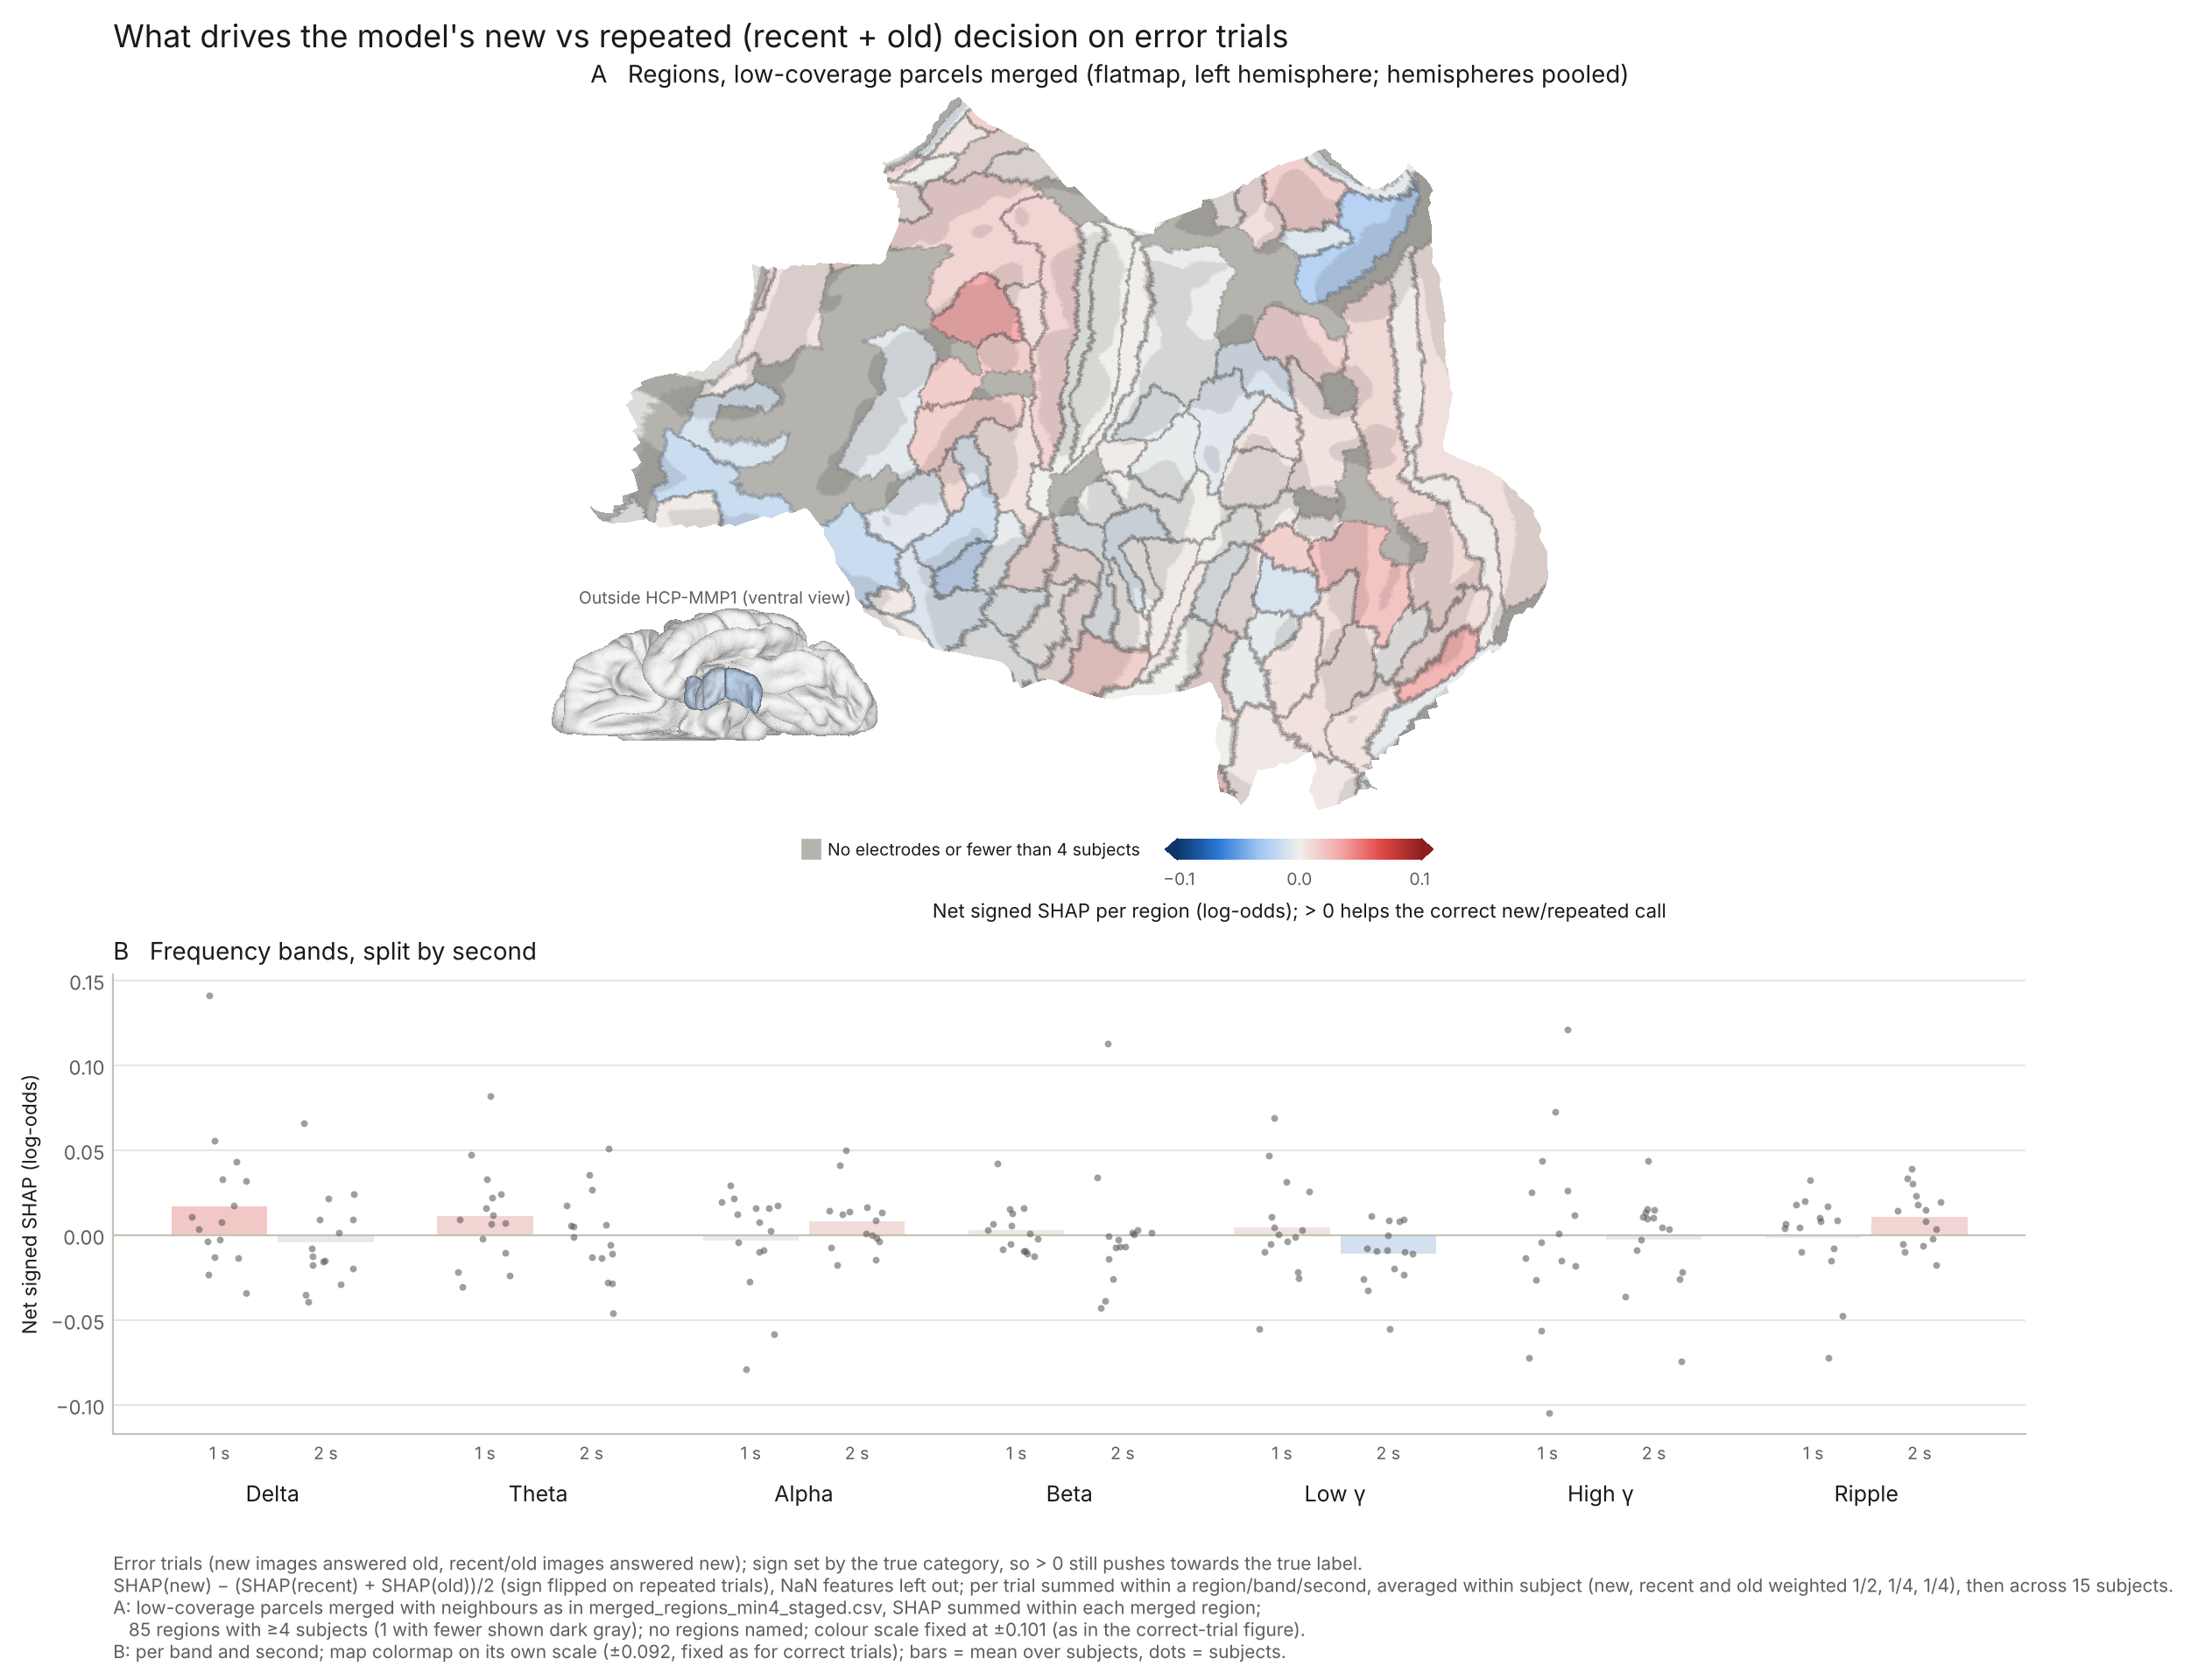 What drives the model's new vs repeated (recent + old) decision on error trials
A Regions, low-coverage parcels merged (flatmap, left hemisphere; hemispheres pooled)
Outside HCP-MMP1 (ventral view)
No electrodes or fewer than 4 subjects
−0.1 0.0 0.1
Net signed SHAP per region (log-odds); > 0 helps the correct new/repeated call
B Frequency bands, split by second
Net signed SHAP (log-odds)
0.15
0.10
0.05
0.00
−0.05
−0.10
1 s 2 s 1 s 2 s 1 s 2 s 1 s 2 s 1 s 2 s 1 s 2 s 1 s 2 s
Delta Theta Alpha Beta Low γ High γ Ripple
Error trials (new images answered old, recent/old images answered new); sign set by the true category, so > 0 still pushes towards the true label.
SHAP(new) − (SHAP(recent) + SHAP(old))/2 (sign flipped on repeated trials), NaN features left out; per trial summed within a region/band/second, averaged within subject (new, recent and old weighted 1/2, 1/4, 1/4), then across 15 subjects.
A: low-coverage parcels merged with neighbours as in merged_regions_min4_staged.csv, SHAP summed within each merged region;
85 regions with ≥4 subjects (1 with fewer shown dark gray); no regions named; colour scale fixed at ±0.101 (as in the correct-trial figure).
B: per band and second; map colormap on its own scale (±0.092, fixed as for correct trials); bars = mean over subjects, dots = subjects.